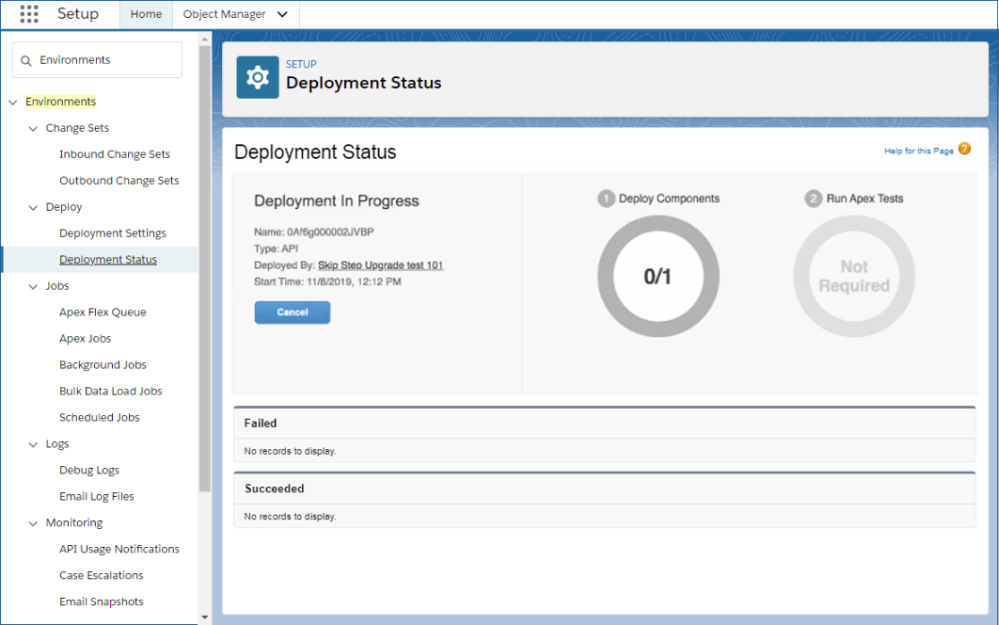 Setup
Home
Object Manager
Environments
Environments
Change Sets
Inbound Change Sets
Outbound Change Sets
Deploy
Deployment Settings
Deployment Status
Jobs
Apex Flex Queue
Apex Jobs
Background Jobs
Bulk Data Load Jobs
Scheduled Jobs
Logs
Debug Logs
Email Log Files
Monitoring
API Usage Notifications
Case Escalations
Email Snapshots
SETUP
Deployment Status
Deployment Status
Help for this Page ?
Deployment In Progress
Name: 0Af6g000002JVBP
Type: API
Deployed By: Skip Step Upgrade test 101
Start Time: 11/8/2019, 12:12 PM
Cancel
1 Deploy Components
0/1
2 Run Apex Tests
Not
Required
Failed
No records to display.
Succeeded
No records to display.